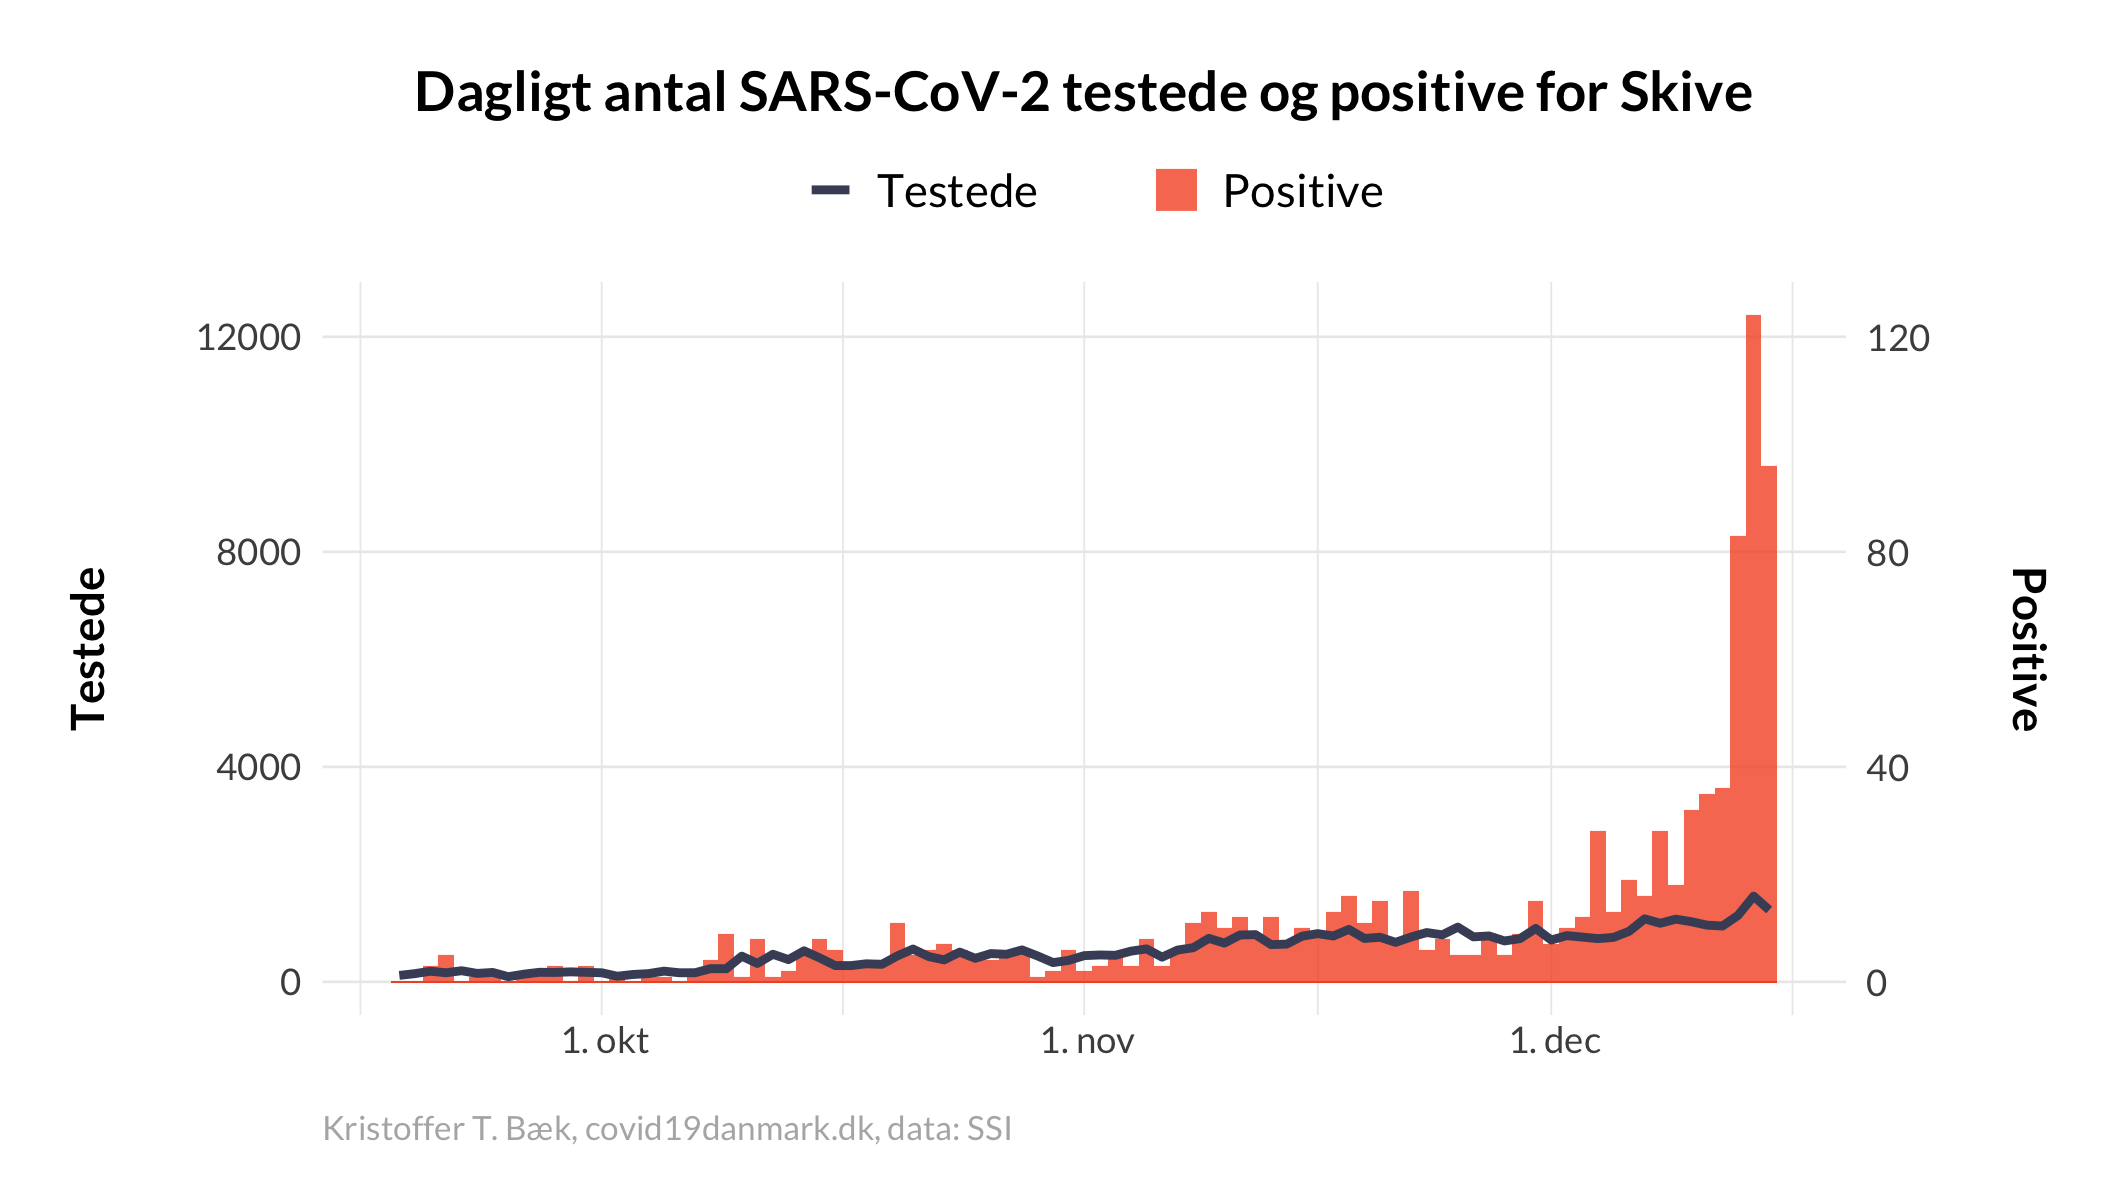 Dagligt antal SARS-CoV-2 testede og positive for Skive
Testede
Positive
12000
8000
4000
0
120
80
40
0
Testede
Positive
1. okt
1. nov
1. dec
Kristoffer T. Bæk, covid19danmark.dk, data: SSI